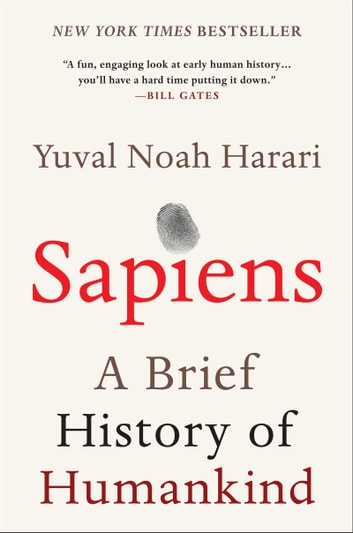 NEW YORK TIMES BESTSELLER
“A fun, engaging look at early human history…
you’ll have a hard time putting it down.”
—BILL GATES
Yuval Noah Harari
Sapiens
A Brief
History of
Humankind